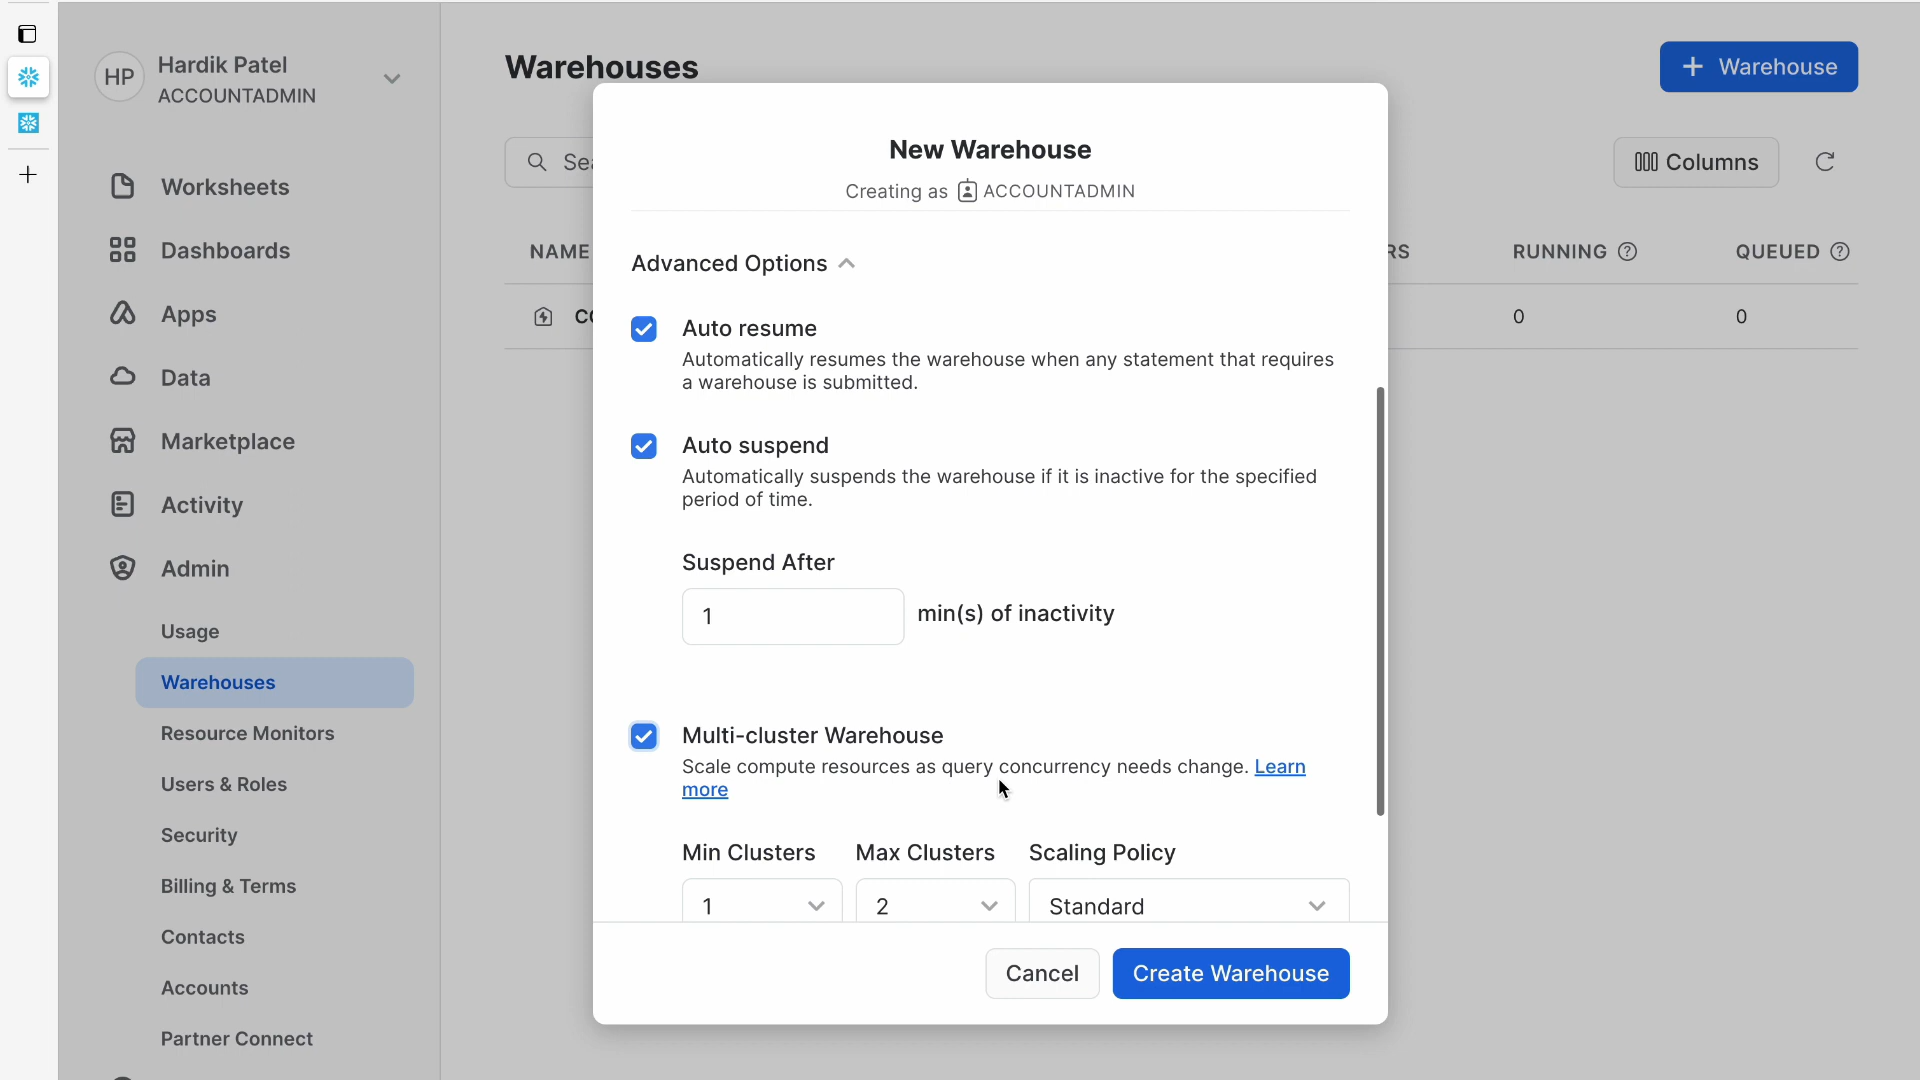 HP
Hardik Patel
ACCOUNTADMIN
Worksheets
Dashboards
Apps
Data
Marketplace
Activity
Admin
Usage
Warehouses
Resource Monitors
Users & Roles
Security
Billing & Terms
Contacts
Accounts
Partner Connect
Warehouses
+ Warehouse
Columns
NAME
RUNNING
QUEUED
0
0
New Warehouse
Creating as ACCOUNTADMIN
Advanced Options
Auto resume
Automatically resumes the warehouse when any statement that requires
a warehouse is submitted.
Auto suspend
Automatically suspends the warehouse if it is inactive for the specified
period of time.
Suspend After
1 min(s) of inactivity
Multi-cluster Warehouse
Scale compute resources as query concurrency needs change. Learn
more
Min Clusters Max Clusters Scaling Policy
1 2 Standard
Cancel Create Warehouse